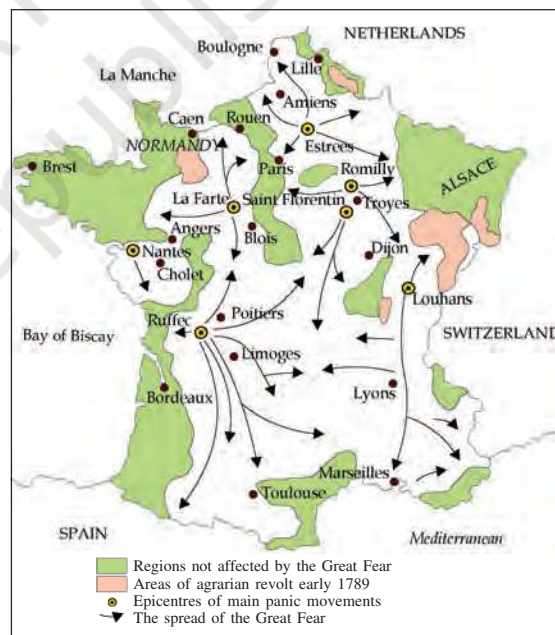 NETHERLANDS
Boulogne
Lille
La Manche
Amiens
Caen
Rouen
Estrees
NORMANDY
Paris
Romilly
Brest
ALSACE
La Farte
Saint Florentin
Troyes
Angers
Blois
Nantes
Dijon
Cholet
Louhans
Bay of Biscay
Ruffec
Poitiers
SWITZERLAND
Limoges
Lyons
Bordeaux
Marseilles
Toulouse
SPAIN
Mediterranean
Regions not affected by the Great Fear
Areas of agrarian revolt early 1789
Epicentres of main panic movements
The spread of the Great Fear